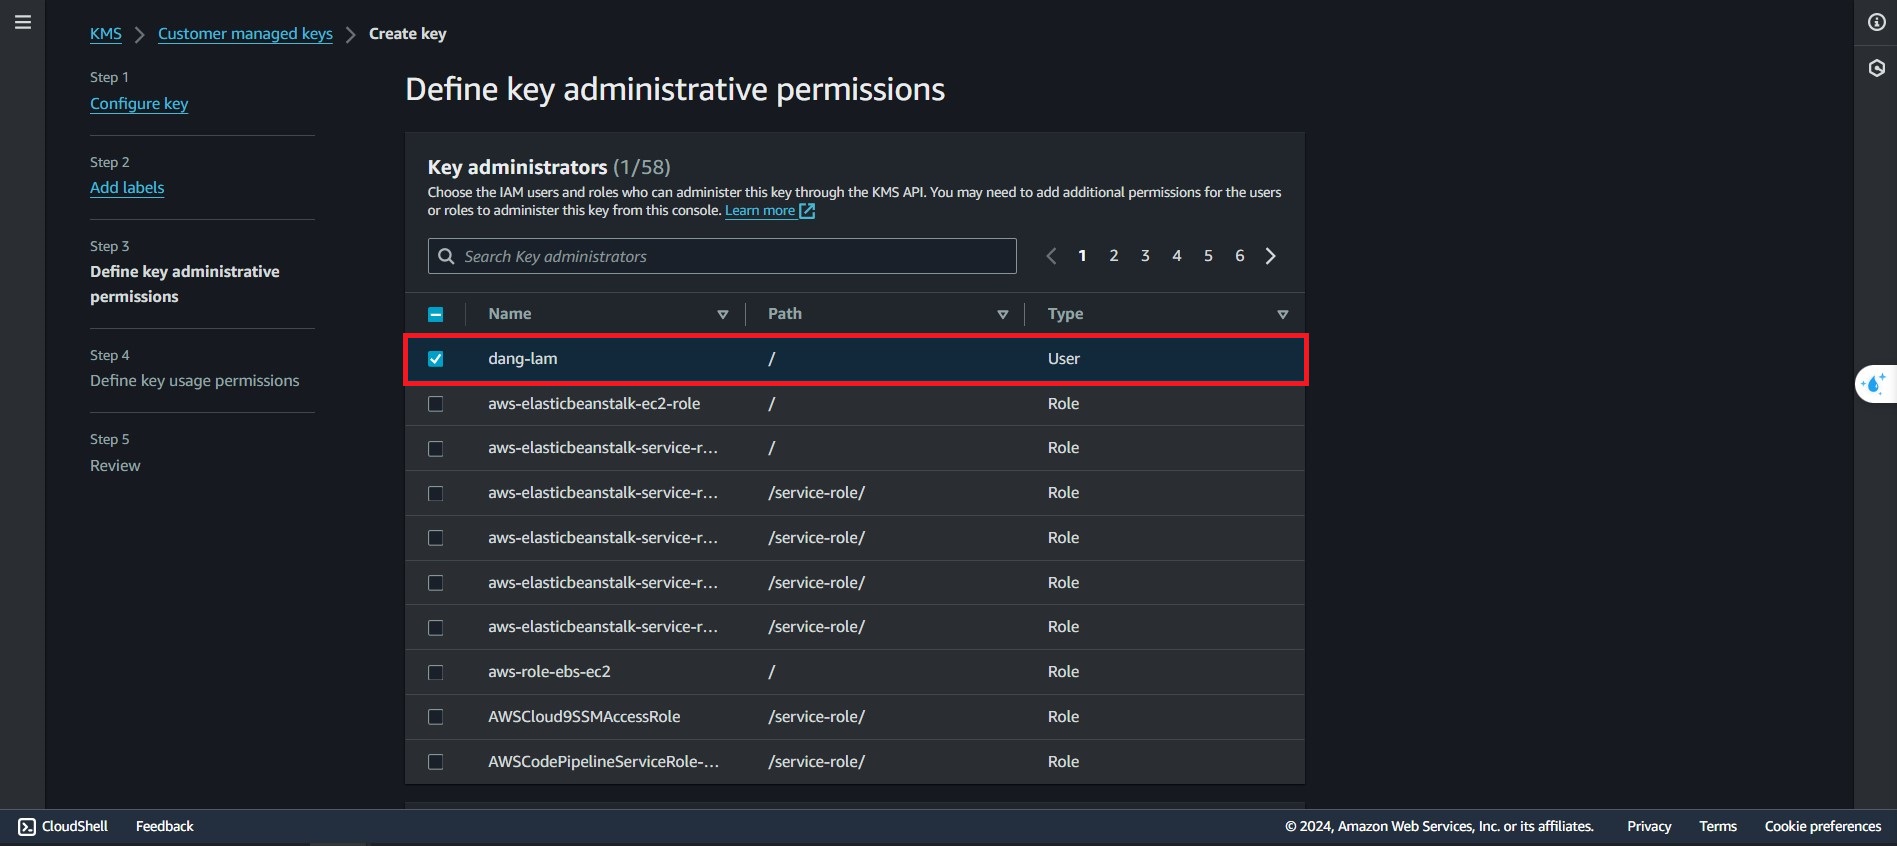 KMS > Customer managed keys > Create key
Step 1
Configure key
Step 2
Add labels
Step 3
Define key administrative
permissions
Step 4
Define key usage permissions
Step 5
Review
Define key administrative permissions
Key administrators (1/58)
Choose the IAM users and roles who can administer this key through the KMS API. You may need to add additional permissions for the users
or roles to administer this key from this console. Learn more
Search Key administrators
1 2 3 4 5 6
Name Path Type
dang-lam / User
aws-elasticbeanstalk-ec2-role / Role
aws-elasticbeanstalk-service-r... / Role
aws-elasticbeanstalk-service-r... /service-role/ Role
aws-elasticbeanstalk-service-r... /service-role/ Role
aws-elasticbeanstalk-service-r... /service-role/ Role
aws-elasticbeanstalk-service-r... /service-role/ Role
aws-role-ebs-ec2 / Role
AWSCloud9SSMAccessRole /service-role/ Role
AWSCodePipelineServiceRole-... /service-role/ Role
CloudShell Feedback © 2024, Amazon Web Services, Inc. or its affiliates. Privacy Terms Cookie preferences